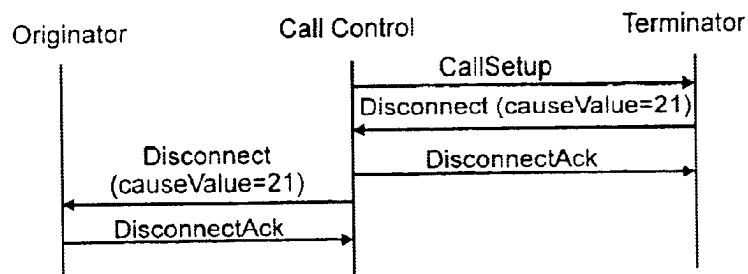 Originator
Call Control
Terminator
CallSetup
Disconnect (causeValue=21)
DisconnectAck
Disconnect
(causeValue=21)
DisconnectAck